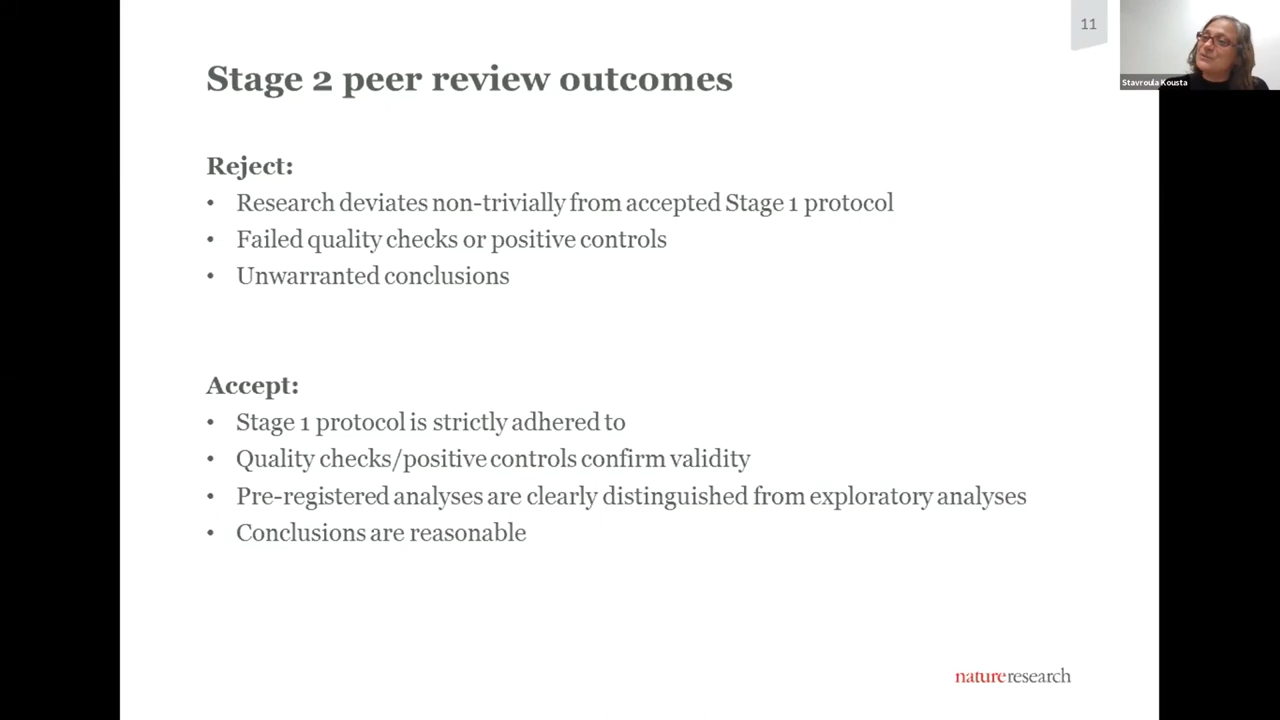 11
Stavroula Kousta
Stage 2 peer review outcomes
Reject:
• Research deviates non-trivially from accepted Stage 1 protocol
• Failed quality checks or positive controls
• Unwarranted conclusions
Accept:
• Stage 1 protocol is strictly adhered to
• Quality checks/positive controls confirm validity
• Pre-registered analyses are clearly distinguished from exploratory analyses
• Conclusions are reasonable
natureresearch